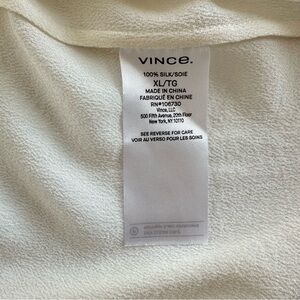 VINCE.
100% SILK/SOIE
XL/TG
MADE IN CHINA
FABRIQUÉ EN CHINE
RN#106730
Vince, LLC
500 Fifth Avenue, 20th Floor
New York, NY 10110
SEE REVERSE FOR CARE
VOIR AU VERSO POUR LES SOINS